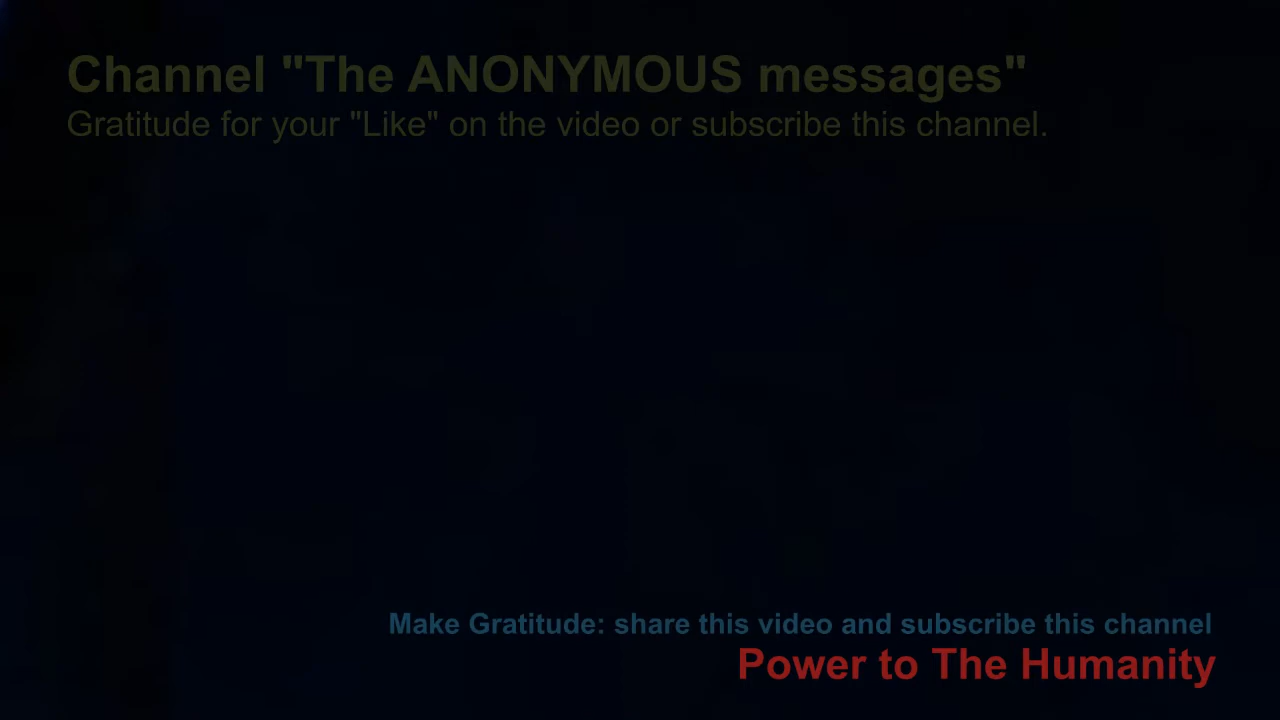 Channel "The ANONYMOUS messages"
Gratitude for your "Like" on the video or subscribe this channel.
Make Gratitude: share this video and subscribe this channel
Power to The Humanity